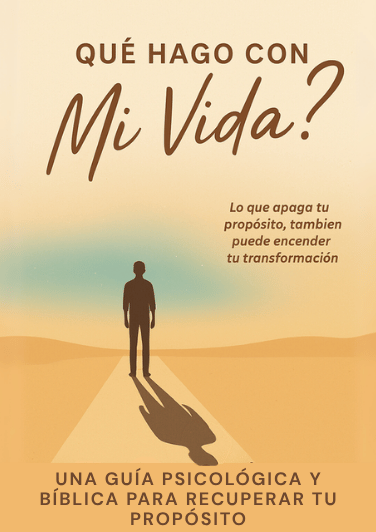 QUÉ HAGO CON
Mi Vida?
Lo que apaga tu
propósito, tambien
puede encender
tu transformación
UNA GUÍA PSICOLÓGICA Y
BÍBLICA PARA RECUPERAR TU
PROPÓSITO